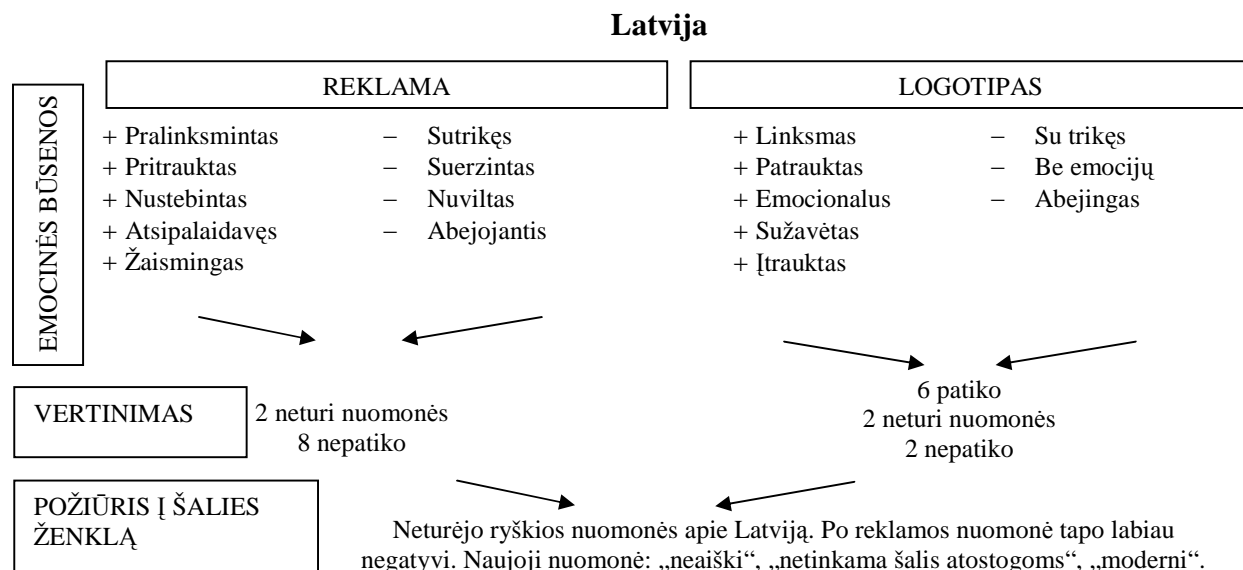 Latvija
REKLAMA
LOGOTIPAS
EMOCINĖS BŪSENOS
+ Pralinksmintas
+ Pritrauktas
+ Nustebintas
+ Atsipalaidavęs
+ Žaismingas
– Sutrikęs
– Suerzintas
– Nuviltas
– Abejojantis
+ Linksmas
+ Patrauktas
+ Emocionalus
+ Sužavėtas
+ Įtrauktas
– Su trikęs
– Be emocijų
– Abejingas
VERTINIMAS
2 neturi nuomonės
8 nepatiko
6 patiko
2 neturi nuomonės
2 nepatiko
POŽIŪRIS Į ŠALIES
ŽENKLĄ
Neturėjo ryškios nuomonės apie Latviją. Po reklamos nuomonė tapo labiau
negatyvi. Naujoji nuomonė: „neaiški“, „netinkama šalis atostogoms“, „moderni“.